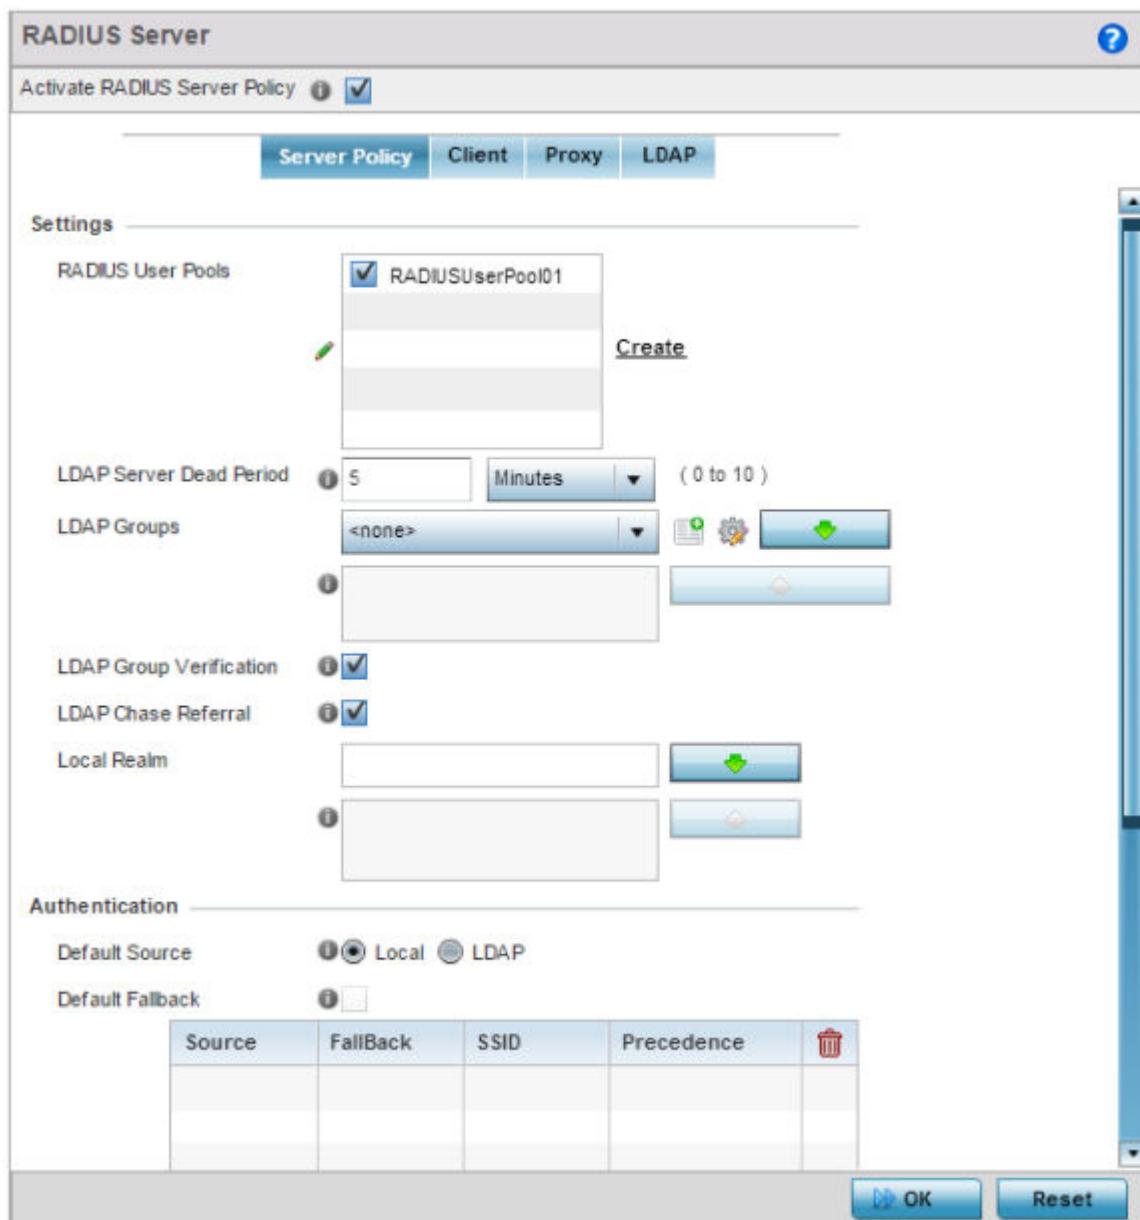 RADIUS Server
?
Activate RADIUS Server Policy
Server Policy Client Proxy LDAP
Settings
RADIUS User Pools
RADIUSUserPool01
Create
LDAP Server Dead Period 5 Minutes ( 0 to 10 )
LDAP Groups <none>
LDAP Group Verification
LDAP Chase Referral
Local Realm
Authentication
Default Source Local LDAP
Default Fallback
Source FallBack SSID Precedence
OK Reset